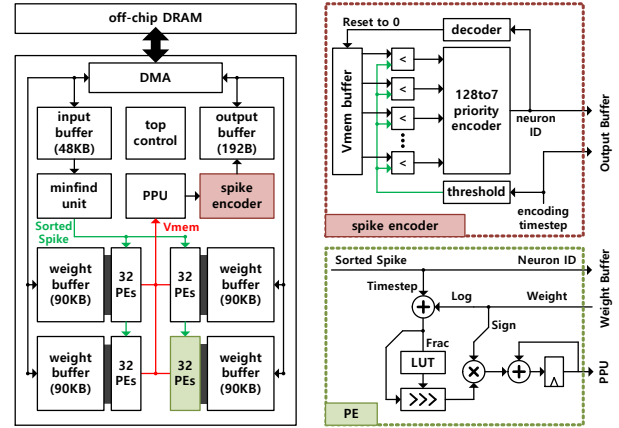 off-chip DRAM
DMA
input
buffer
(48KB)
top
control
output
buffer
(192B)
minfind
unit
PPU
spike
encoder
Sorted
Spike
Vmem
weight
buffer
(90KB)
32
PEs
32
PEs
weight
buffer
(90KB)
weight
buffer
(90KB)
32
PEs
32
PEs
weight
buffer
(90KB)
Reset to 0
decoder
Vmem buffer
<
<
<
<
128to7
priority
encoder
neuron
ID
Output Buffer
threshold
encoding
timestep
spike encoder
Sorted Spike
Neuron ID
Timestep
Log
Weight
Weight Buffer
Sign
Frac
LUT
>>>
PPU
PE